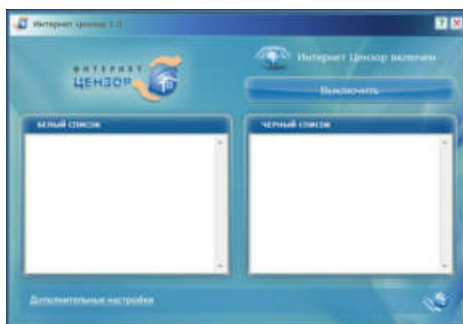 Интернет Цензор 1.0
ИНТЕРНЕТ
ЦЕНЗОР
Интернет Цензор включен
Выключить
БЕЛЫЙ СПИСОК
ЧЕРНЫЙ СПИСОК
Дополнительные настройки